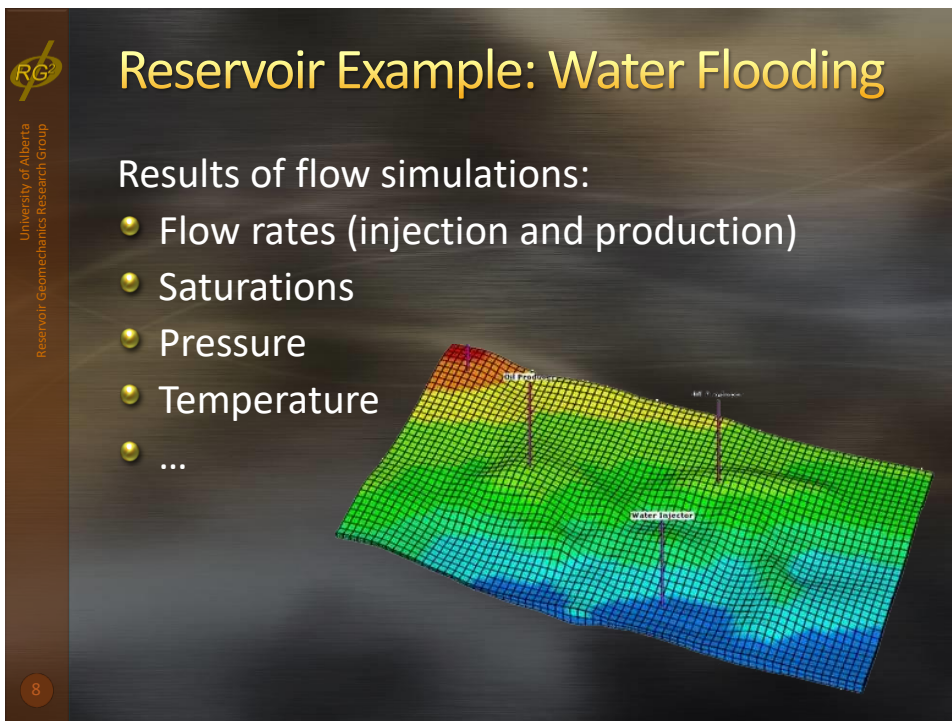 RG²
University of Alberta
Reservoir Geomechanics Research Group
Reservoir Example: Water Flooding
Results of flow simulations:
Flow rates (injection and production)
Saturations
Pressure
Temperature
...
Oil
Water Injector
8